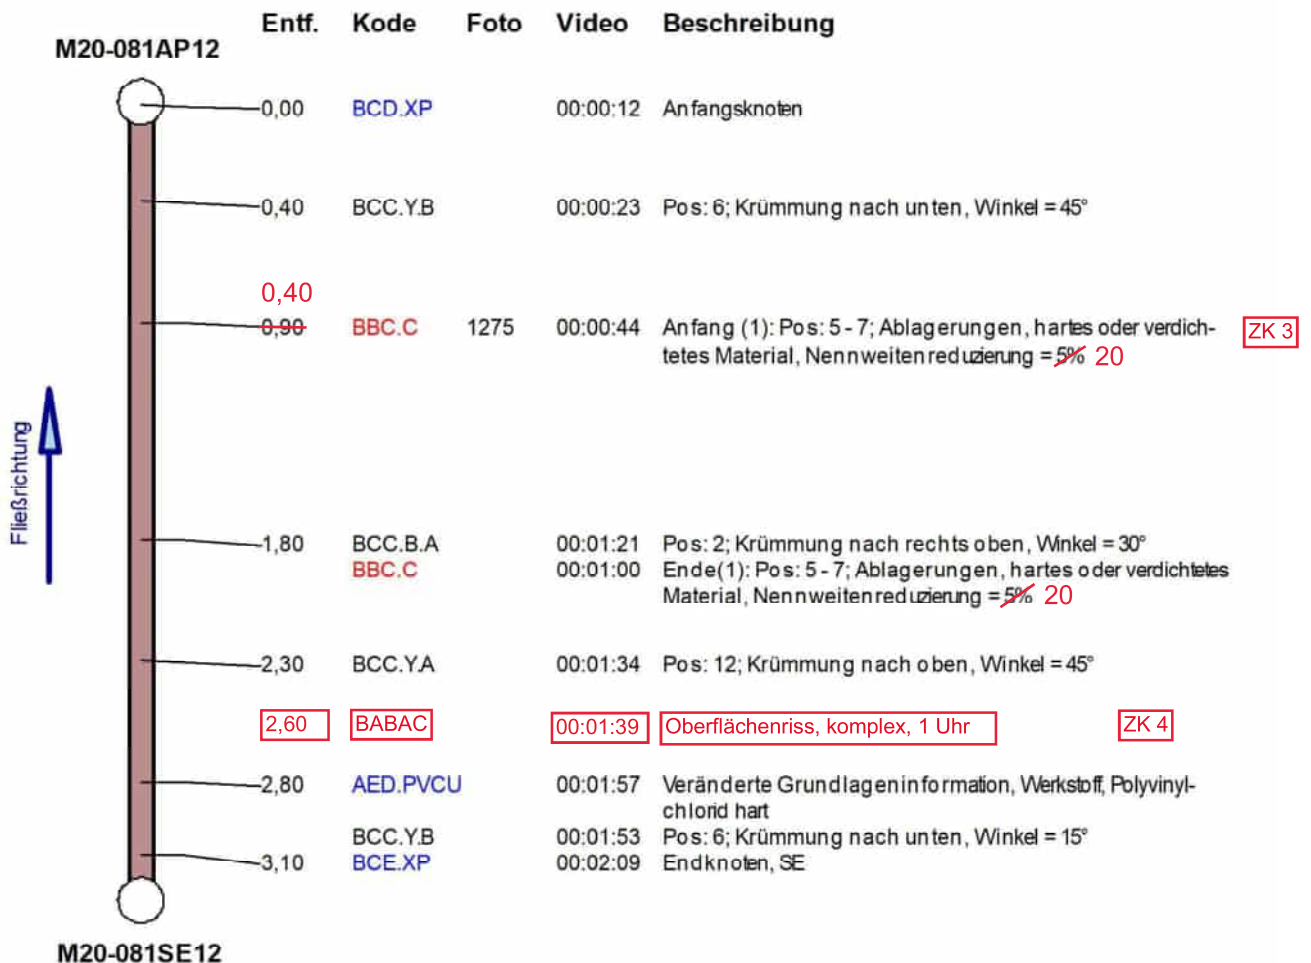 Entf. Kode Foto Video Beschreibung
M20-081AP12
0,00 BCD.XP 00:00:12 Anfangsknoten
0,40 BCC.Y.B 00:00:23 Pos: 6; Krümmung nach unten, Winkel = 45°
0,40
0,90 BBC.C 1275 00:00:44 Anfang (1): Pos: 5 - 7; Ablagerungen, hartes oder verdich- ZK 3
tetes Material, Nennweitenreduzierung = 5% 20
Fließrichtung
1,80 BCC.B.A 00:01:21 Pos: 2; Krümmung nach rechts oben, Winkel = 30°
BBC.C 00:01:00 Ende(1): Pos: 5 - 7; Ablagerungen, hartes oder verdichtetes
Material, Nennweitenreduzierung = 5% 20
2,30 BCC.Y.A 00:01:34 Pos: 12; Krümmung nach oben, Winkel = 45°
2,60 BABAC 00:01:39 Oberflächenriss, komplex, 1 Uhr ZK 4
2,80 AED.PVCU 00:01:57 Veränderte Grundlageninformation, Werkstoff, Polyvinyl-
chlorid hart
BCC.Y.B 00:01:53 Pos: 6; Krümmung nach unten, Winkel = 15°
3,10 BCE.XP 00:02:09 Endknoten, SE
M20-081SE12